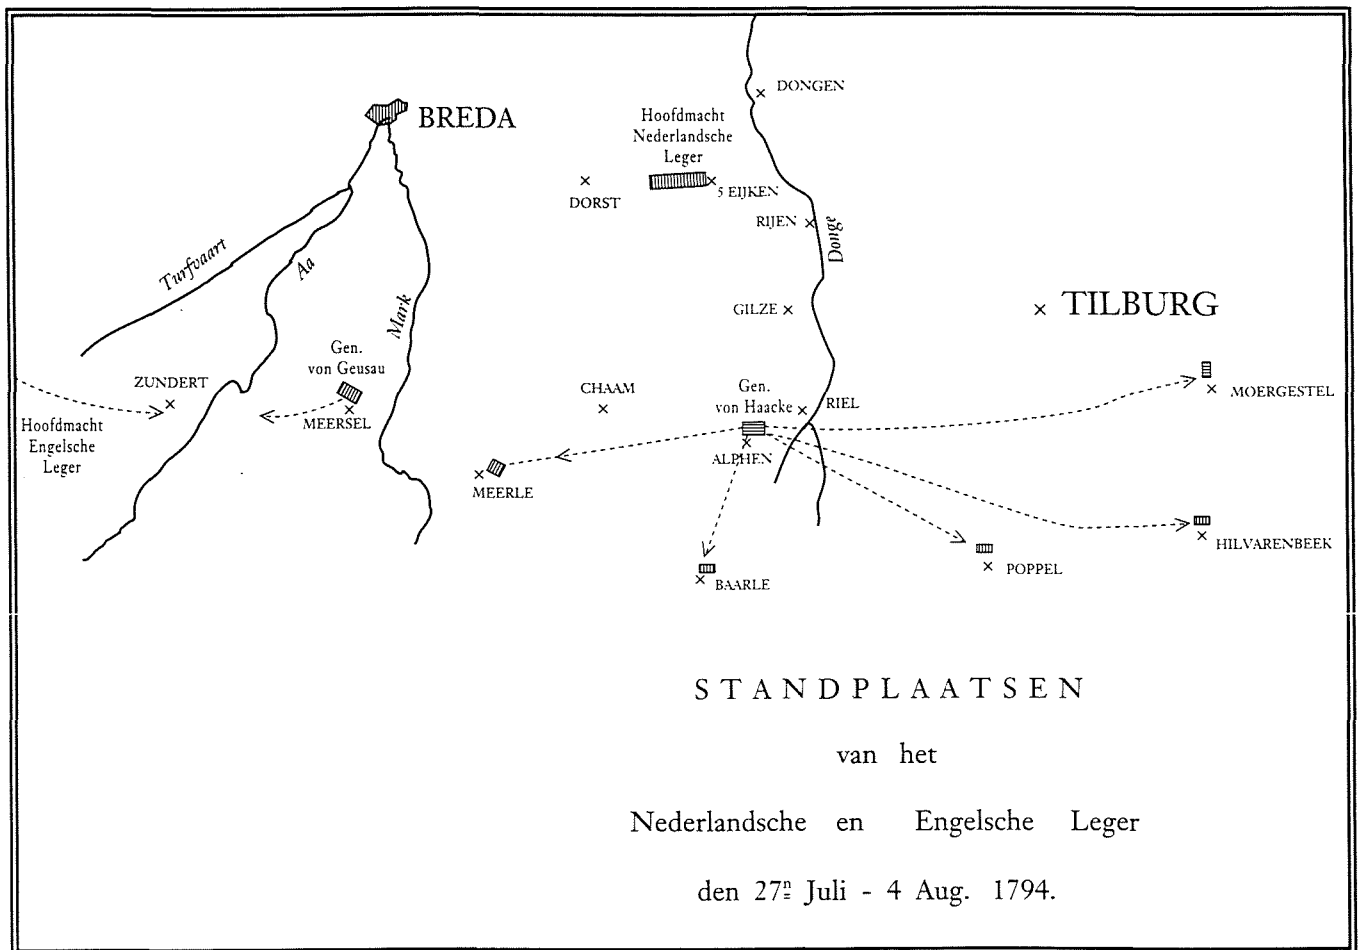 DONGEN
BREDA
Hoofdmacht
Nederlandsche
Leger
5 EIJKEN
DORST
RIJEN
Donge
Turfvaart
Aa
Mark
GILZE
TILBURG
Gen.
von Geusau
ZUNDERT
MEERSEL
Hoofdmacht
Engelsche
Leger
CHAAM
Gen.
von Haacke
RIEL
MOERGESTEL
ALPHEN
MEERLE
BAARLE
POPPEL
HILVARENBEEK
STANDPLAATSEN
van het
Nederlandsche en Engelsche Leger
den 27n Juli - 4 Aug. 1794.